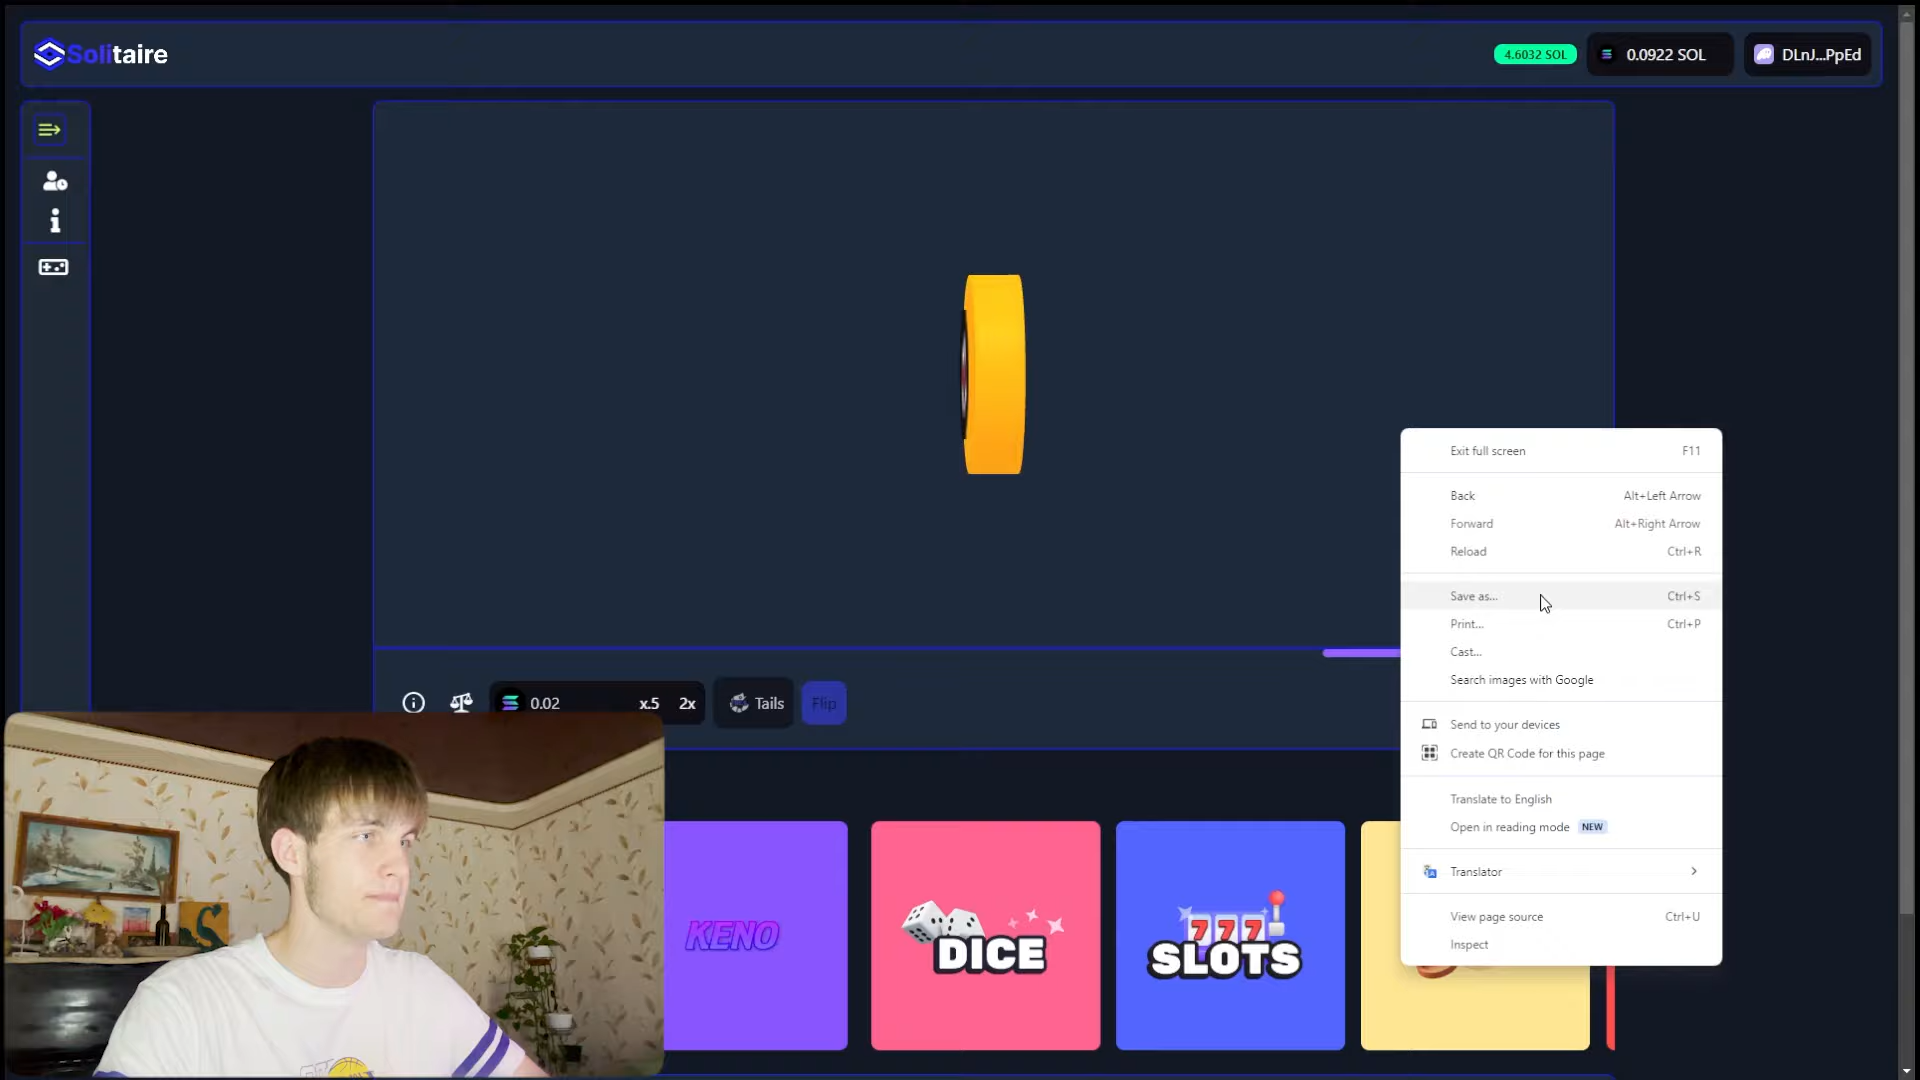 Solitaire
4.6032 SOL
0.0922 SOL
DLnJ...PpEd
Exit full screen F11
Back Alt+Left Arrow
Forward Alt+Right Arrow
Reload Ctrl+R
Save as... Ctrl+S
Print... Ctrl+P
Cast...
Search images with Google
Send to your devices
Create QR Code for this page
Translate to English
Open in reading mode NEW
Translator
View page source Ctrl+U
Inspect
0.02 x.5 2x Tails Flip
KENO
DICE
777
SLOTS